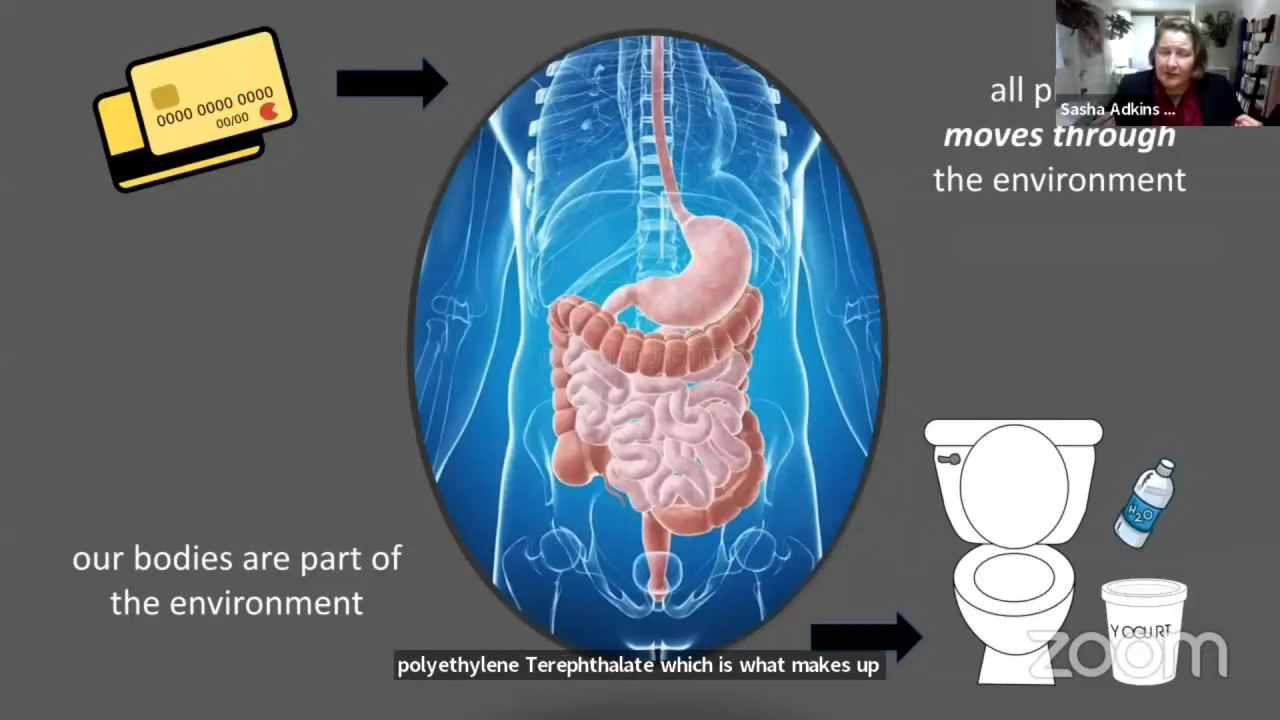 0000 0000 0000
00/00
all p
Sasha Adkins ...
moves through
the environment
our bodies are part of
the environment
H2O
YOGURT
zoom
polyethylene Terephthalate which is what makes up